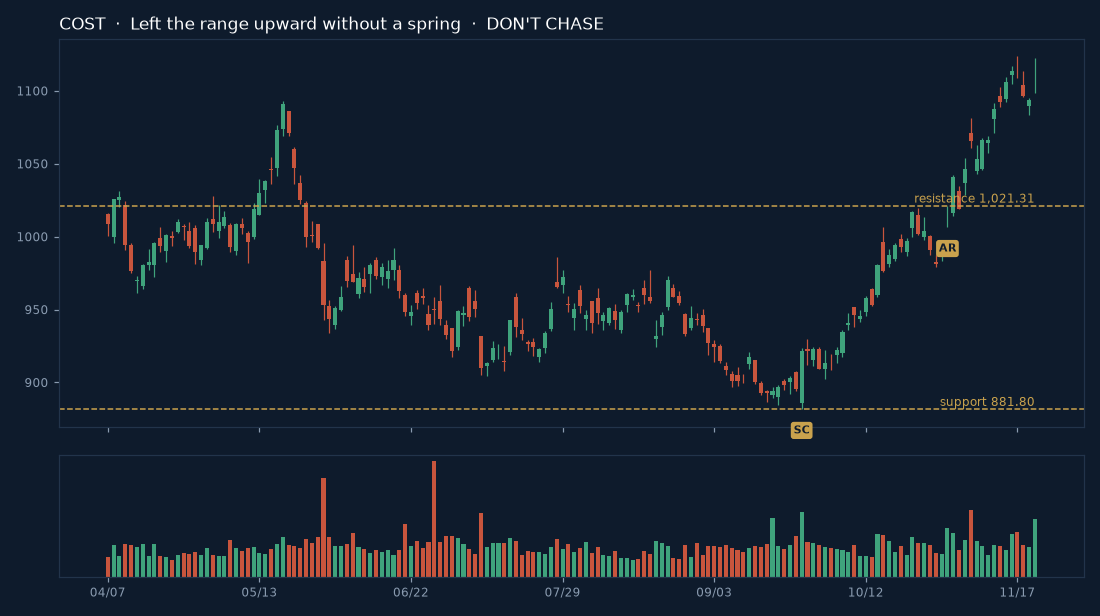 COST · Left the range upward without a spring · DON'T CHASE
1100
1050
resistance 1,021.31
1000
AR
950
900
support 881.80
SC
04/07
05/13
06/22
07/29
09/03
10/12
11/17